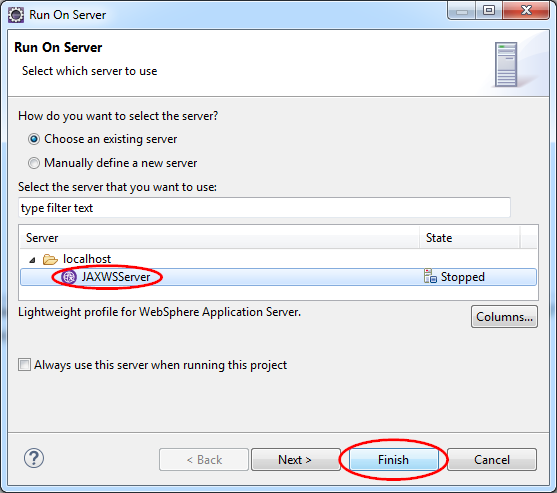 Run On Server
Run On Server
Select which server to use
How do you want to select the server?
Choose an existing server
Manually define a new server
Select the server that you want to use:
type filter text
Server State
localhost
JAXWSServer Stopped
Lightweight profile for WebSphere Application Server.
Columns...
Always use this server when running this project
? < Back Next > Finish Cancel